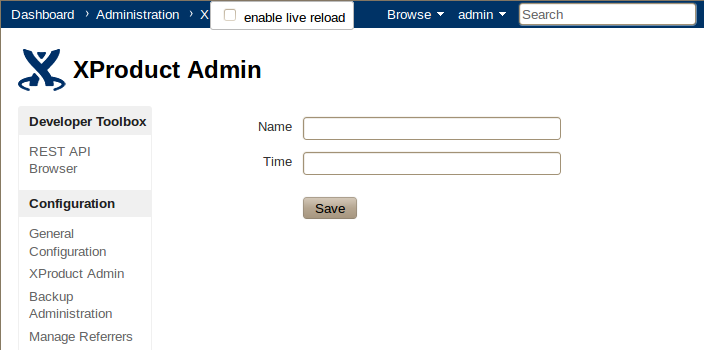 Dashboard › Administration › X enable live reload Browse admin Search
XProduct Admin
Developer Toolbox
REST API
Browser
Configuration
General
Configuration
XProduct Admin
Backup
Administration
Manage Referrers
Name
Time
Save